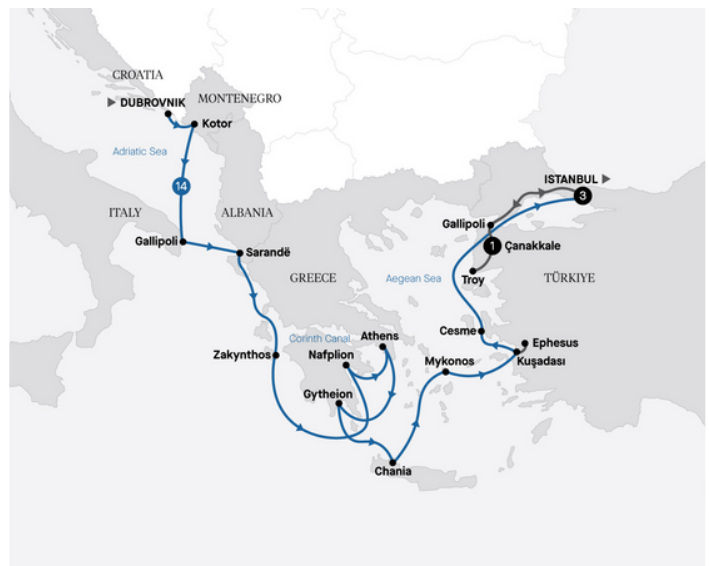 CROATIA
DUBROVNIK
MONTENEGRO
Kotor
Adriatic Sea
14
ISTANBUL
3
ITALY
ALBANIA
Gallipoli
Gallipoli
Sarandë
1
Çanakkale
GREECE
Aegean Sea
Troy
TÜRKIYE
Cesme
Corinth Canal
Athens
Ephesus
Zakynthos
Nafplion
Mykonos
Kuşadası
Gytheion
Chania